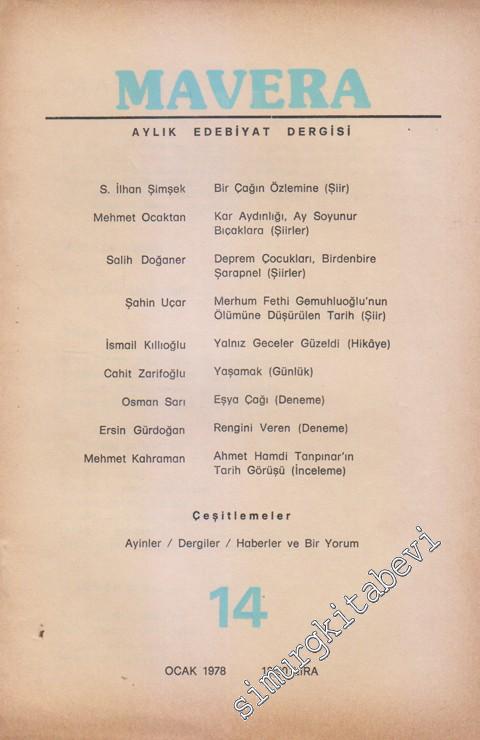 MAVERA
AYLIK EDEBİYAT DERGİSİ
S. İlhan Şimşek Bir Çağın Özlemine (Şiir)
Mehmet Ocaktan Kar Aydınlığı, Ay Soyunur
Bıçaklara (Şiirler)
Salih Doğaner Deprem Çocukları, Birdenbire
Şarapnel (Şiirler)
Şahin Uçar Merhum Fethi Gemuhluoğlu'nun
Ölümüne Düşürülen Tarih (Şiir)
İsmail Kıllıoğlu Yalnız Geceler Güzeldi (Hikâye)
Cahit Zarifoğlu Yaşamak (Günlük)
Osman Sarı Eşya Çağı (Deneme)
Ersin Gürdoğan Rengini Veren (Deneme)
Mehmet Kahraman Ahmet Hamdi Tanpınar'ın
Tarih Görüşü (İnceleme)
Çeşitlemeler
Ayinler / Dergiler / Haberler ve Bir Yorum
14
OCAK 1978 LİRA
simurgkitabevi